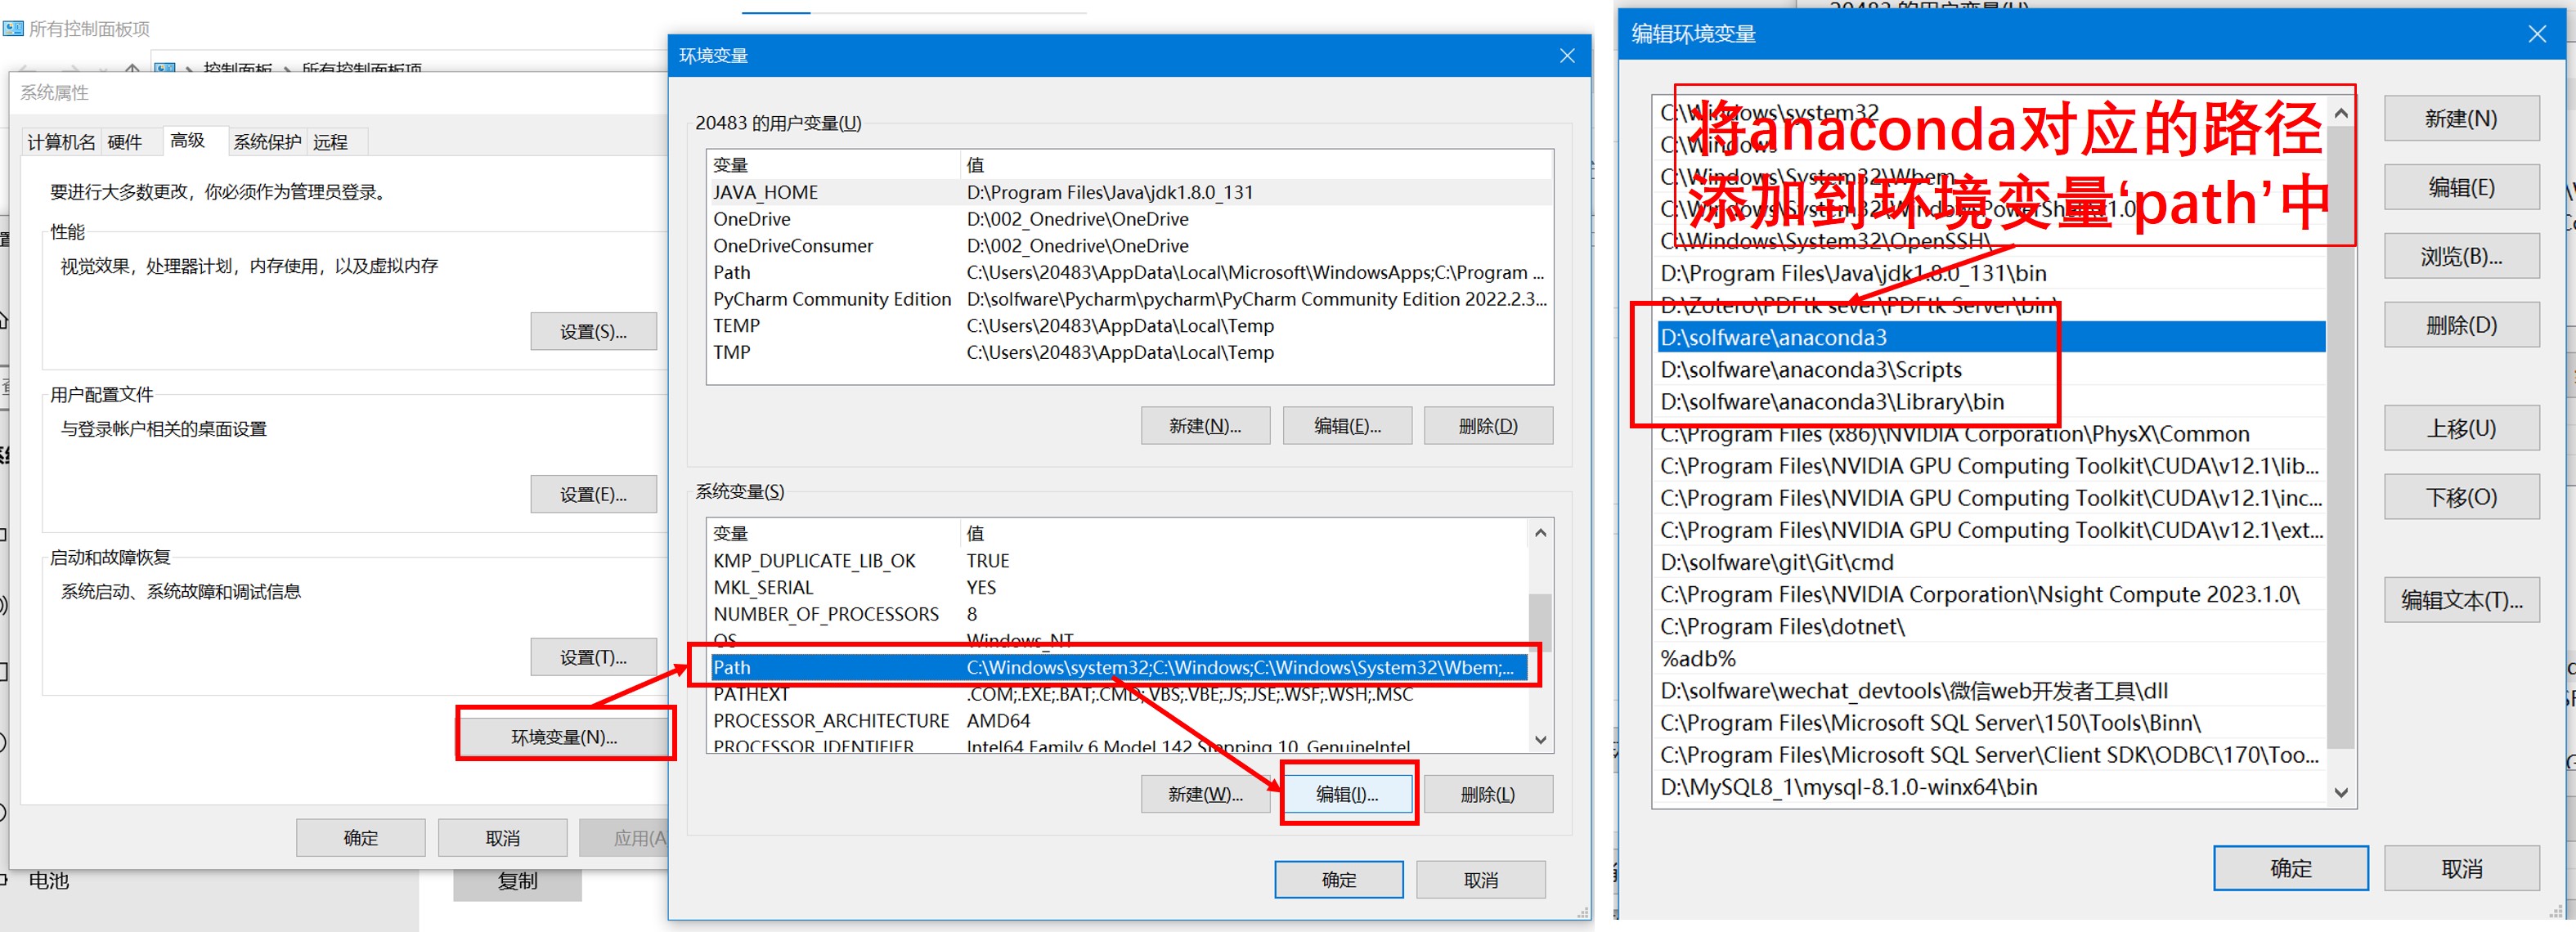 所有控制面板项
控制面板 › 所有控制面板项
系统属性
计算机名 硬件 高级 系统保护 远程
要进行大多数更改，你必须作为管理员登录。
性能
视觉效果，处理器计划，内存使用，以及虚拟内存
设置(S)...
用户配置文件
与登录帐户相关的桌面设置
设置(E)...
启动和故障恢复
系统启动、系统故障和调试信息
设置(T)...
环境变量(N)...
确定 取消 应用(A
电池
复制
环境变量
20483 的用户变量(U)
变量 值
JAVA_HOME D:\Program Files\Java\jdk1.8.0_131
OneDrive D:\002_Onedrive\OneDrive
OneDriveConsumer D:\002_Onedrive\OneDrive
Path C:\Users\20483\AppData\Local\Microsoft\WindowsApps;C:\Program ...
PyCharm Community Edition D:\solfware\Pycharm\pycharm\PyCharm Community Edition 2022.2.3...
TEMP C:\Users\20483\AppData\Local\Temp
TMP C:\Users\20483\AppData\Local\Temp
新建(N)... 编辑(E)... 删除(D)
系统变量(S)
变量 值
KMP_DUPLICATE_LIB_OK TRUE
MKL_SERIAL YES
NUMBER_OF_PROCESSORS 8
OS Windows_NT
Path C:\Windows\system32;C:\Windows;C:\Windows\System32\Wbem;...
PATHEXT .COM;.EXE;.BAT;.CMD;.VBS;.VBE;.JS;.JSE;.WSF;.WSH;.MSC
PROCESSOR_ARCHITECTURE AMD64
PROCESSOR_IDENTIFIER Intel64 Family 6 Model 142 Stepping 10, GenuineIntel
新建(W)... 编辑(I)... 删除(L)
确定 取消
20483 的用户变量(U)
编辑环境变量
将anaconda对应的路径
添加到环境变量‘path’中
C:\Windows\system32
C:\Windows
C:\Windows\System32\Wbem
C:\Windows\System32\WindowsPowerShell\v1.0
C:\Windows\System32\OpenSSH\
D:\Program Files\Java\jdk1.8.0_131\bin
D:\Zotero\PDFtk sever\PDFtk Server\bin\
D:\solfware\anaconda3
D:\solfware\anaconda3\Scripts
D:\solfware\anaconda3\Library\bin
C:\Program Files (x86)\NVIDIA Corporation\PhysX\Common
C:\Program Files\NVIDIA GPU Computing Toolkit\CUDA\v12.1\lib...
C:\Program Files\NVIDIA GPU Computing Toolkit\CUDA\v12.1\inc...
C:\Program Files\NVIDIA GPU Computing Toolkit\CUDA\v12.1\ext...
D:\solfware\git\Git\cmd
C:\Program Files\NVIDIA Corporation\Nsight Compute 2023.1.0\
C:\Program Files\dotnet\
%adb%
D:\solfware\wechat_devtools\微信web开发者工具\dll
C:\Program Files\Microsoft SQL Server\150\Tools\Binn\
C:\Program Files\Microsoft SQL Server\Client SDK\ODBC\170\Too...
D:\MySQL8_1\mysql-8.1.0-winx64\bin
新建(N)
编辑(E)
浏览(B)...
删除(D)
上移(U)
下移(O)
编辑文本(T)...
确定 取消